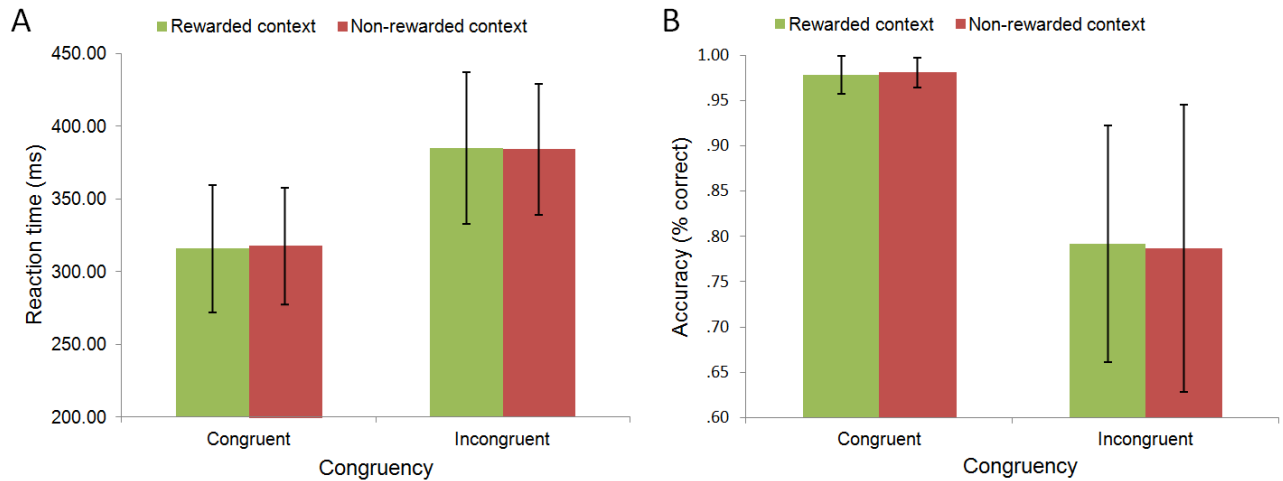 A
Rewarded context Non-rewarded context
450.00
400.00
350.00
300.00
250.00
200.00
Reaction time (ms)
Congruent Incongruent
Congruency
B
Rewarded context Non-rewarded context
1.00
0.95
.90
.85
.80
.75
.70
.65
.60
Accuracy (% correct)
Congruent Incongruent
Congruency